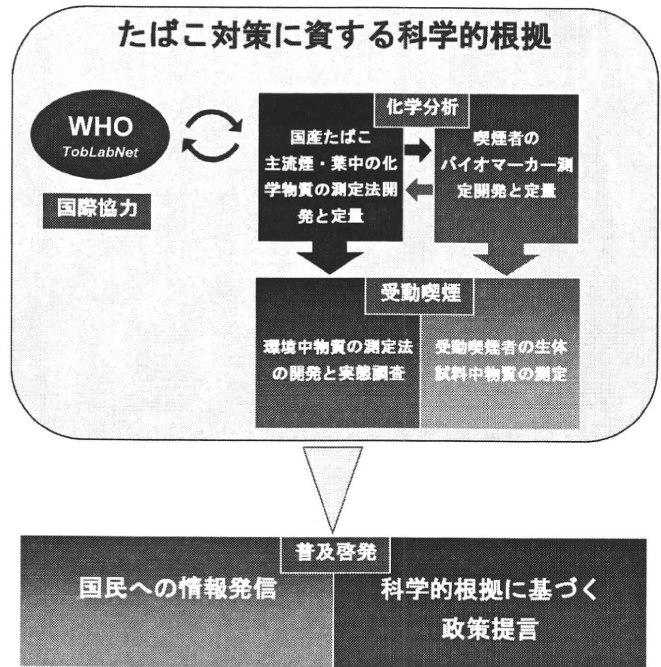 たばこ対策に資する科学的根拠
WHO
TobLabNet
国際協力
化学分析
国産たばこ
主流煙・葉中の化
学物質の測定法開
発と定量
喫煙者の
バイオマーカー測
定開発と定量
受動喫煙
環境中物質の測定法
の開発と実態調査
受動喫煙者の生体
試料中物質の測定
普及啓発
国民への情報発信
科学的根拠に基づく
政策提言